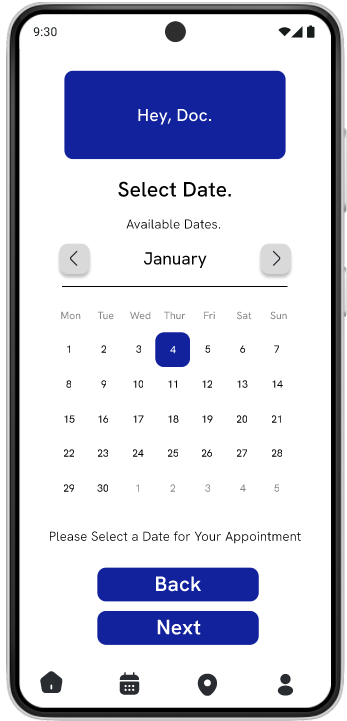 9:30
Hey, Doc.
Select Date.
Available Dates.
January
Mon Tue Wed Thur Fri Sat Sun
1 2 3 4 5 6 7
8 9 10 11 12 13 14
15 16 17 18 19 20 21
22 23 24 25 26 27 28
29 30 1 2 3 4 5
Please Select a Date for Your Appointment
Back
Next